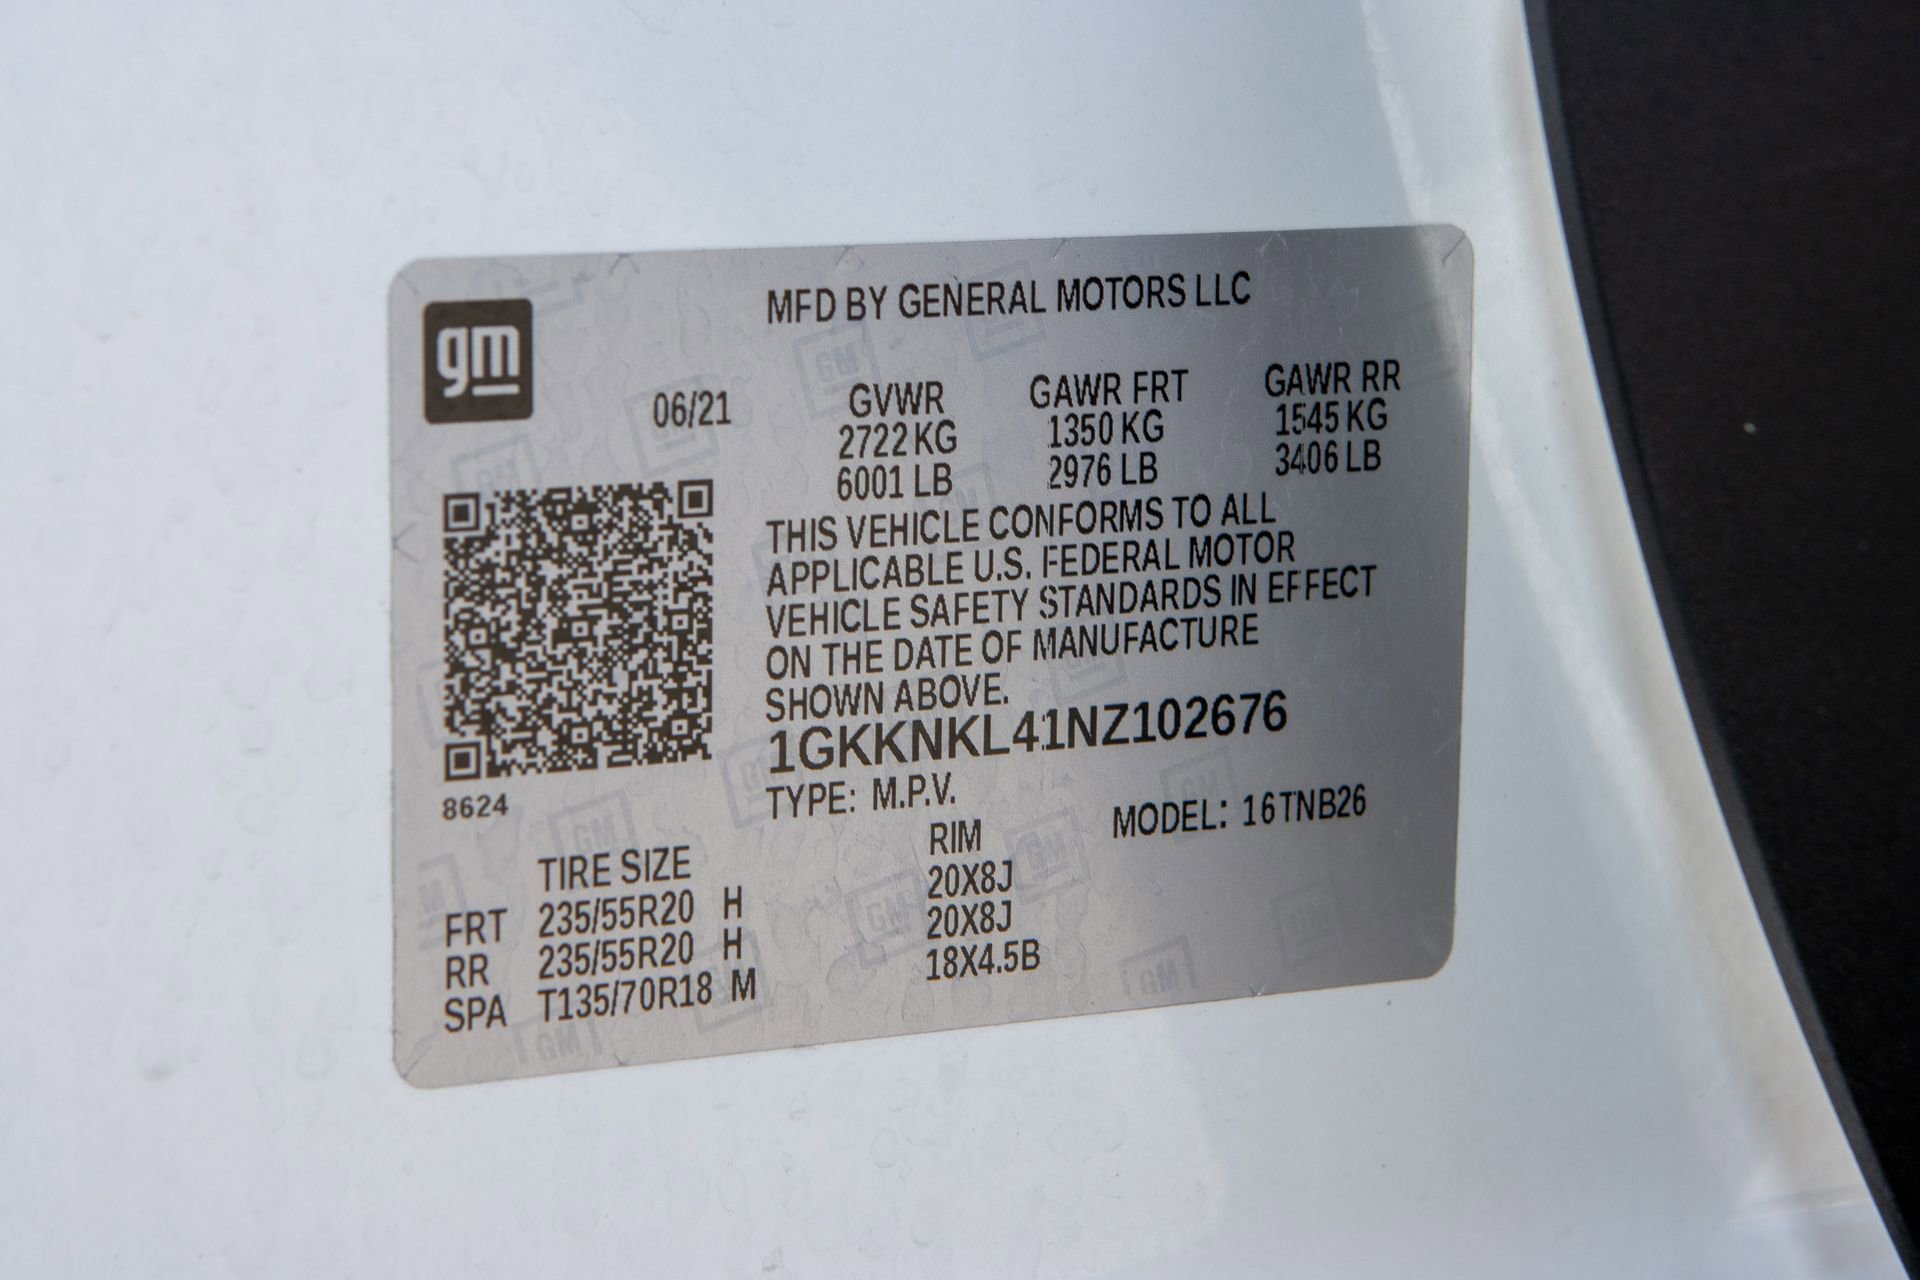 gm
MFD BY GENERAL MOTORS LLC
06/21
GVWR GAWR FRT GAWR RR
2722 KG 1350 KG 1545 KG
6001 LB 2976 LB 3406 LB
THIS VEHICLE CONFORMS TO ALL
APPLICABLE U.S. FEDERAL MOTOR
VEHICLE SAFETY STANDARDS IN EFFECT
ON THE DATE OF MANUFACTURE
SHOWN ABOVE.
1GKKNKL41NZ102676
8624
TYPE: M.P.V. MODEL: 16TNB26
TIRE SIZE RIM
FRT 235/55R20 H 20X8J
RR 235/55R20 H 20X8J
SPA T135/70R18 M 18X4.5B